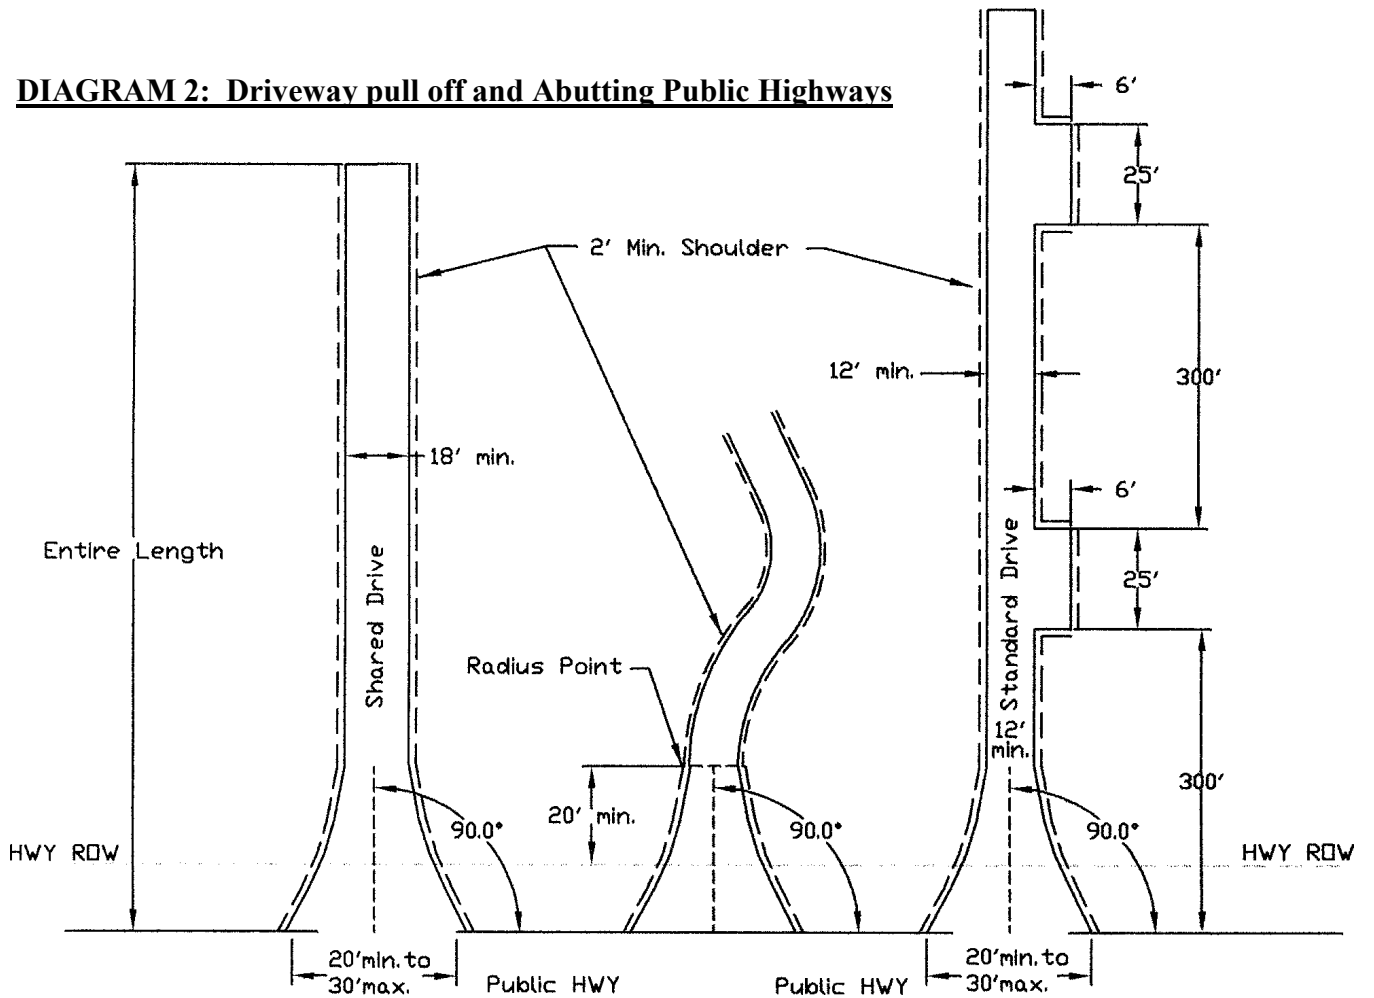 DIAGRAM 2:  Driveway pull off and Abutting Public Highways
6'
25'
2' Min. Shoulder
12' min.
300'
18' min.
6'
Entire Length
25'
Shared Drive
Standard Drive
Radius Point
12'
min.
300'
20' min.
90.0°
90.0°
90.0°
HWY ROW
HWY ROW
20'min. to
30'max.
Public HWY
Public HWY
20'min. to
30'max.